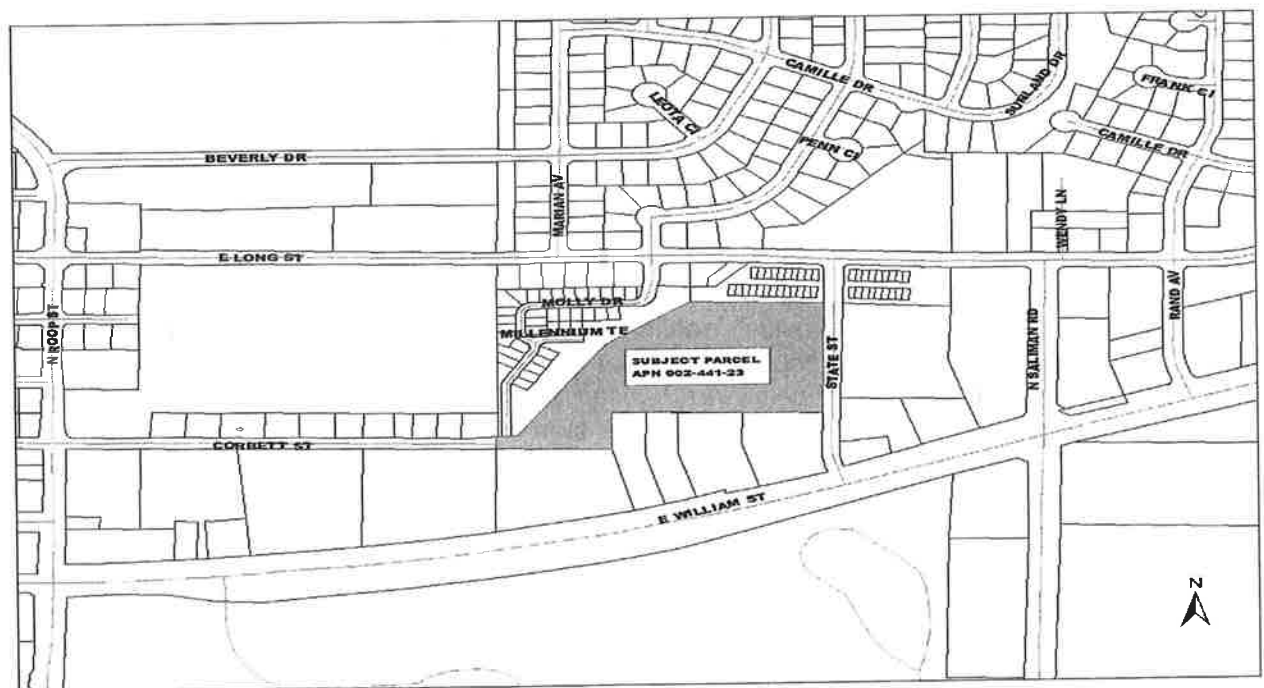 CAMILLE DR
SUNLAND DR
FRANK CI
LEOTA CI
CAMILLE DR
PENN CI
BEVERLY DR
MARIAN AV
WENDY LN
E LONG ST
MOLLY DR
RAND AV
N ROOP ST
MILLENNIUM TE
N SALIMAN RD
SUBJECT PARCEL
APN 002-441-23
STATE ST
CORBETT ST
E WILLIAM ST
N